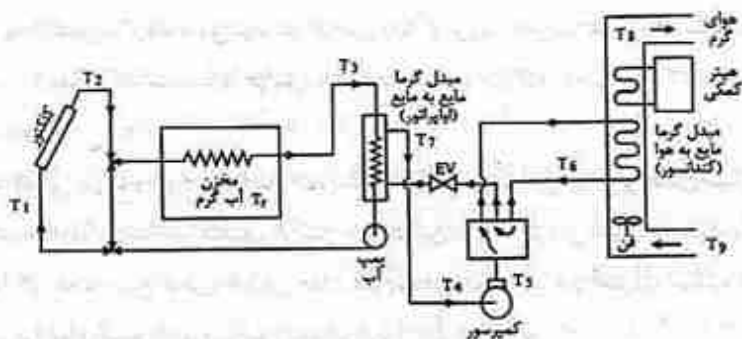 هوای
گرم
T8
هیتر
کمکی
مبدل گرما
مایع به هوا
(کندانسور)
T6
فن
T9
T3
مبدل گرما
مایع به مایع
(اواپراتور)
T7
EV
T2
T1
مخزن
آب گرم
پمپ
آب
T4
T5
کمپرسور